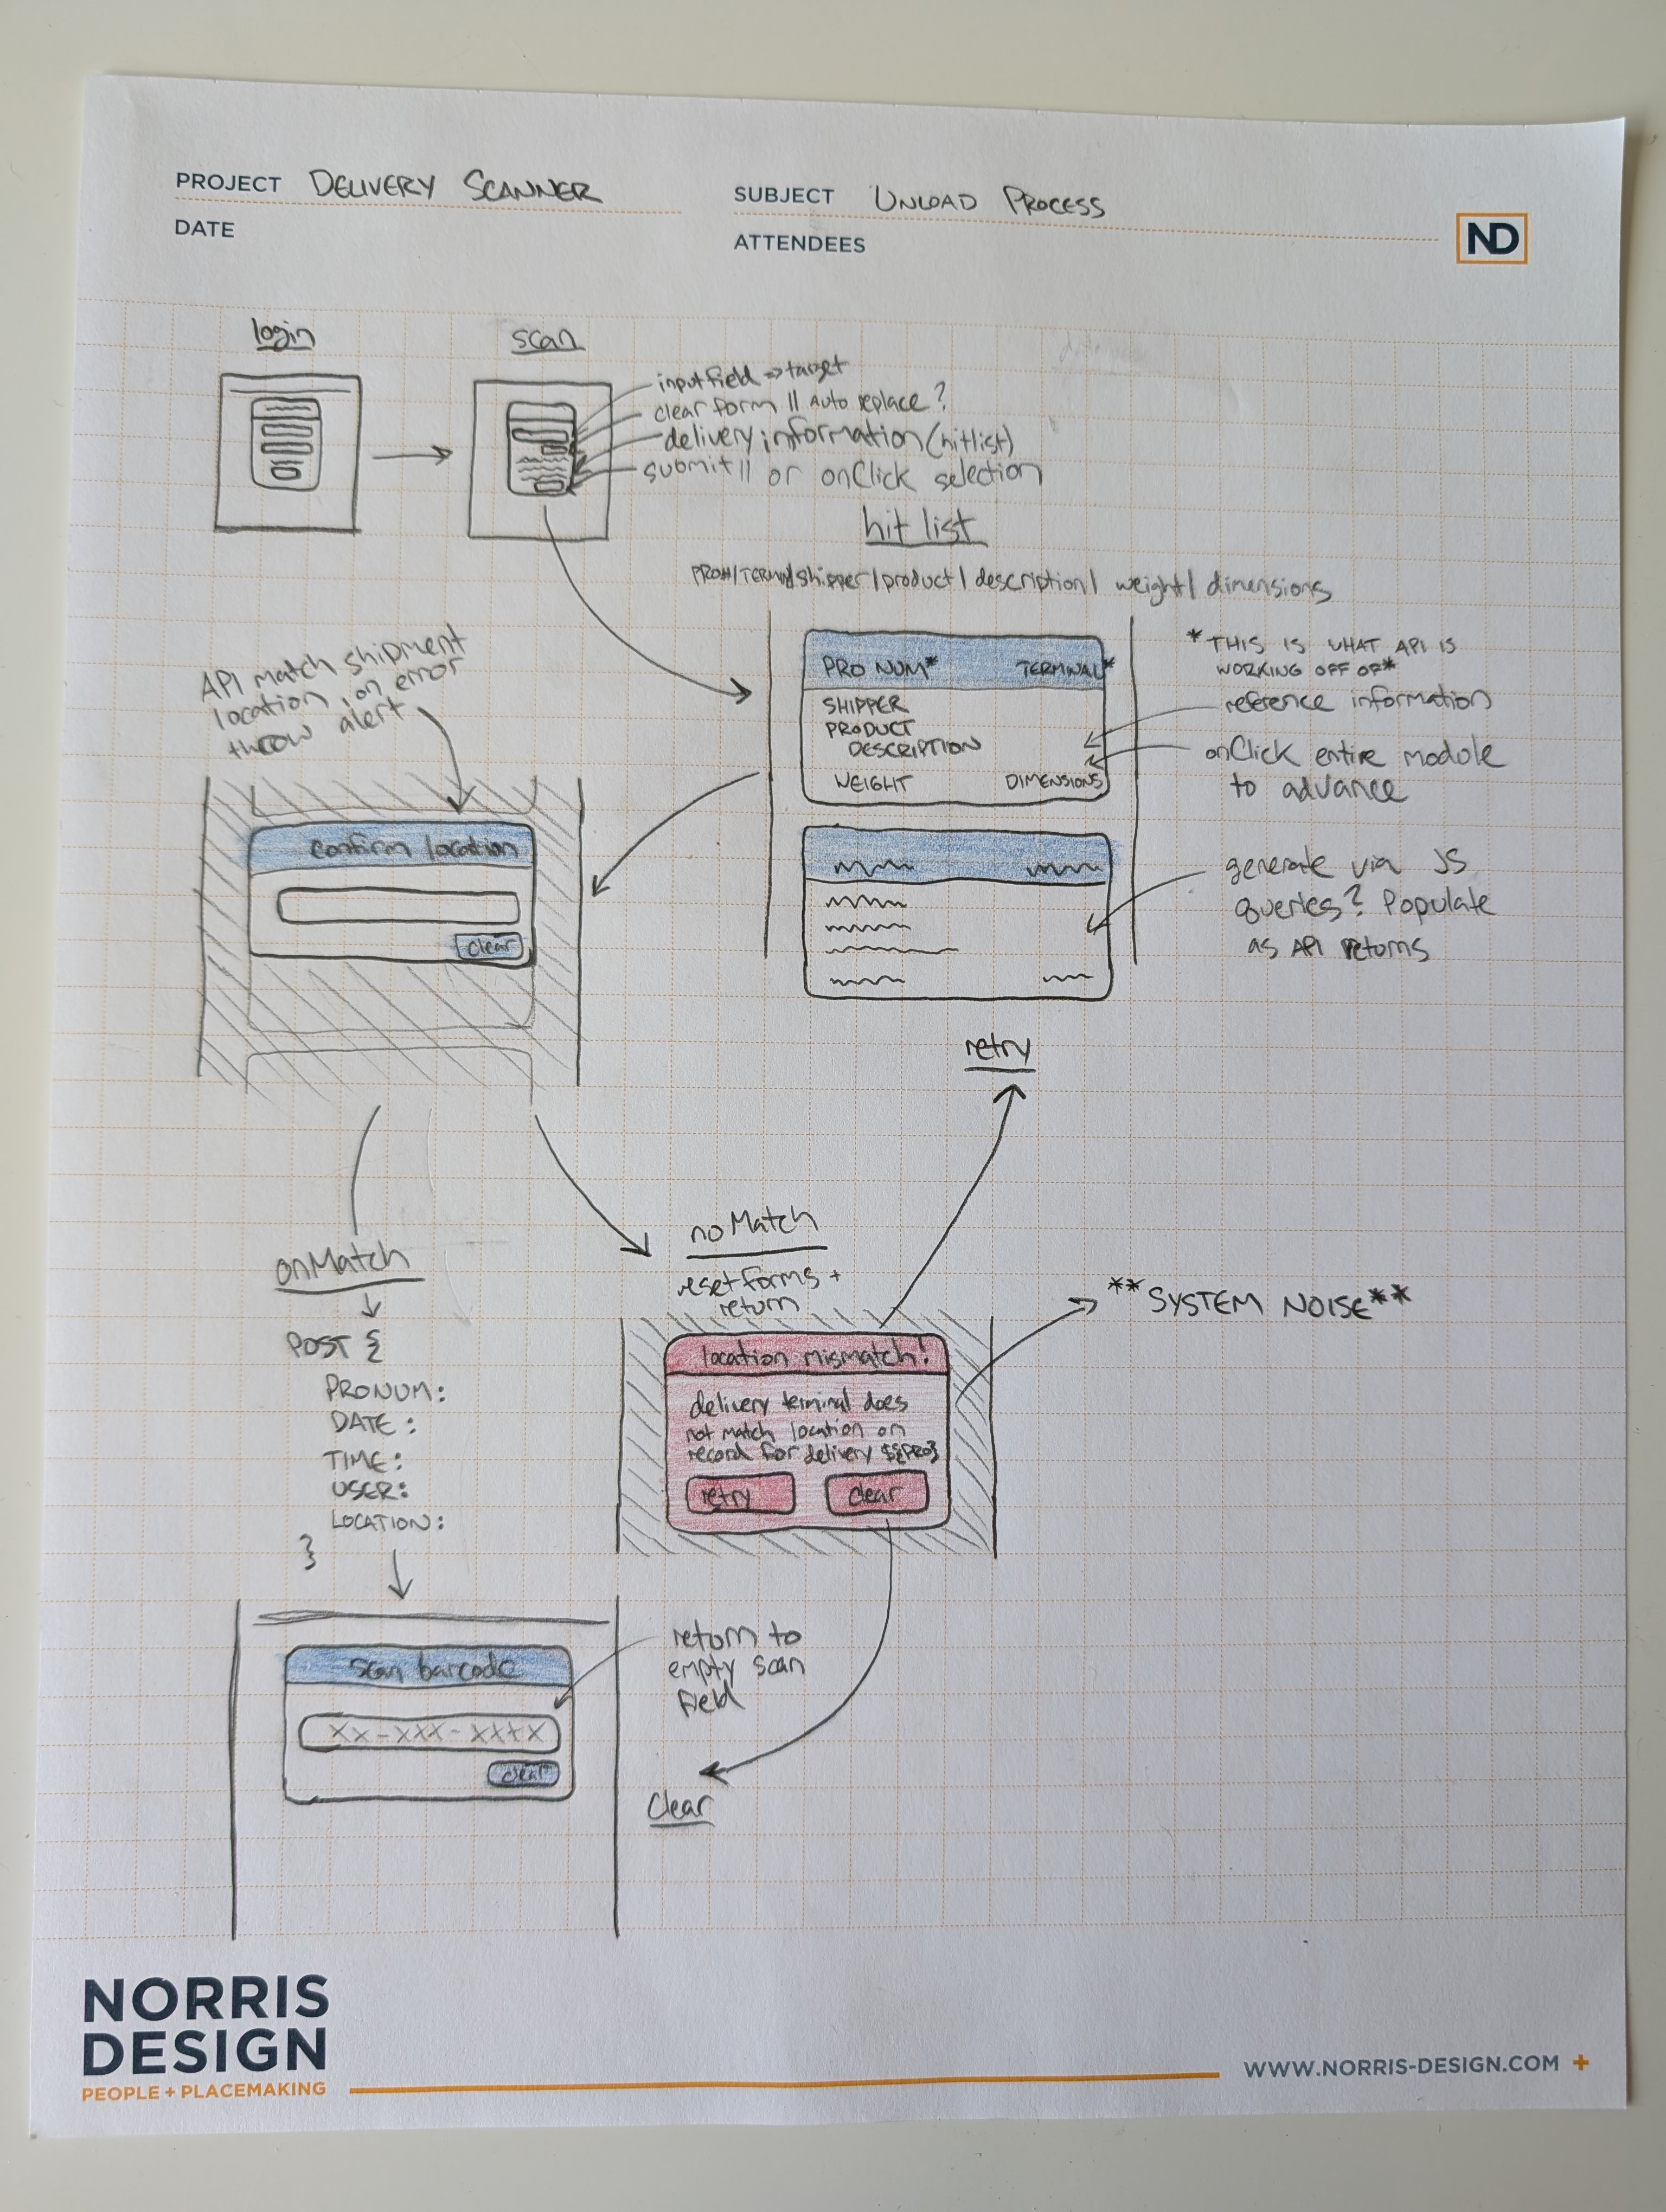 PROJECT DELIVERY SCANNER
SUBJECT UNLOAD PROCESS
DATE
ATTENDEES
ND
login
scan
input field => target
clear form || Auto replace?
delivery information (hitlist)
submit || or onClick selection
hit list
PRO#/TERM/shipper/product/description/ weight/ dimensions
PRO NUM* TERMINAL*
SHIPPER
PRODUCT
DESCRIPTION
WEIGHT DIMENSIONS
*THIS IS WHAT API IS
WORKING OFF OF*
reference information
onClick entire module
to advance
generate via JS
queries? Populate
as API returns
API match shipment
location, on error
throw alert
confirm location
clear
retry
onMatch
POST {
PRONUM:
DATE:
TIME:
USER:
LOCATION:
}
noMatch
reset forms +
return
location mismatch!
delivery terminal does
not match location on
record for delivery ${PRO}
retry clear
**SYSTEM NOISE**
scan barcode
XX-XXX-XXXX
clear
return to
empty scan
field
Clear
NORRIS
DESIGN
PEOPLE + PLACEMAKING
WWW.NORRIS-DESIGN.COM +